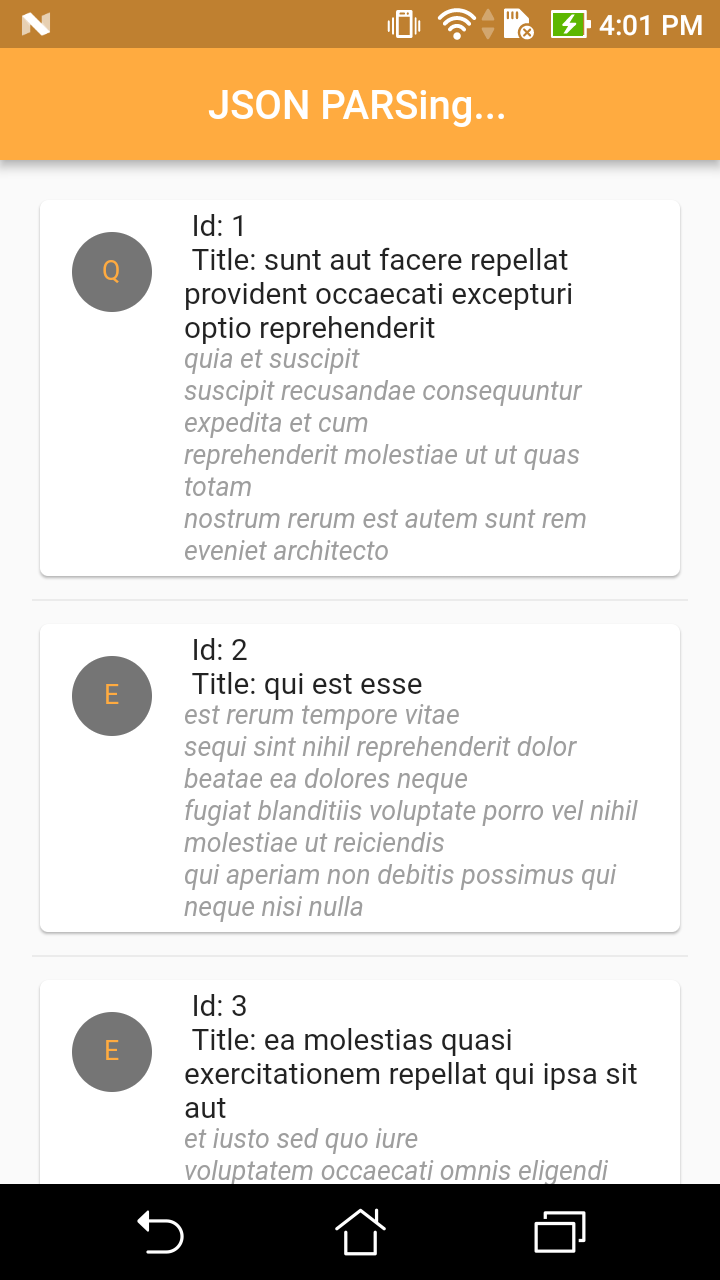 4:01 PM
JSON PARSing...
Q
Id: 1
Title: sunt aut facere repellat
provident occaecati excepturi
optio reprehenderit
quia et suscipit
suscipit recusandae consequuntur
expedita et cum
reprehenderit molestiae ut ut quas
totam
nostrum rerum est autem sunt rem
eveniet architecto
E
Id: 2
Title: qui est esse
est rerum tempore vitae
sequi sint nihil reprehenderit dolor
beatae ea dolores neque
fugiat blanditiis voluptate porro vel nihil
molestiae ut reiciendis
qui aperiam non debitis possimus qui
neque nisi nulla
E
Id: 3
Title: ea molestias quasi
exercitationem repellat qui ipsa sit
aut
et iusto sed quo iure
voluptatem occaecati omnis eligendi